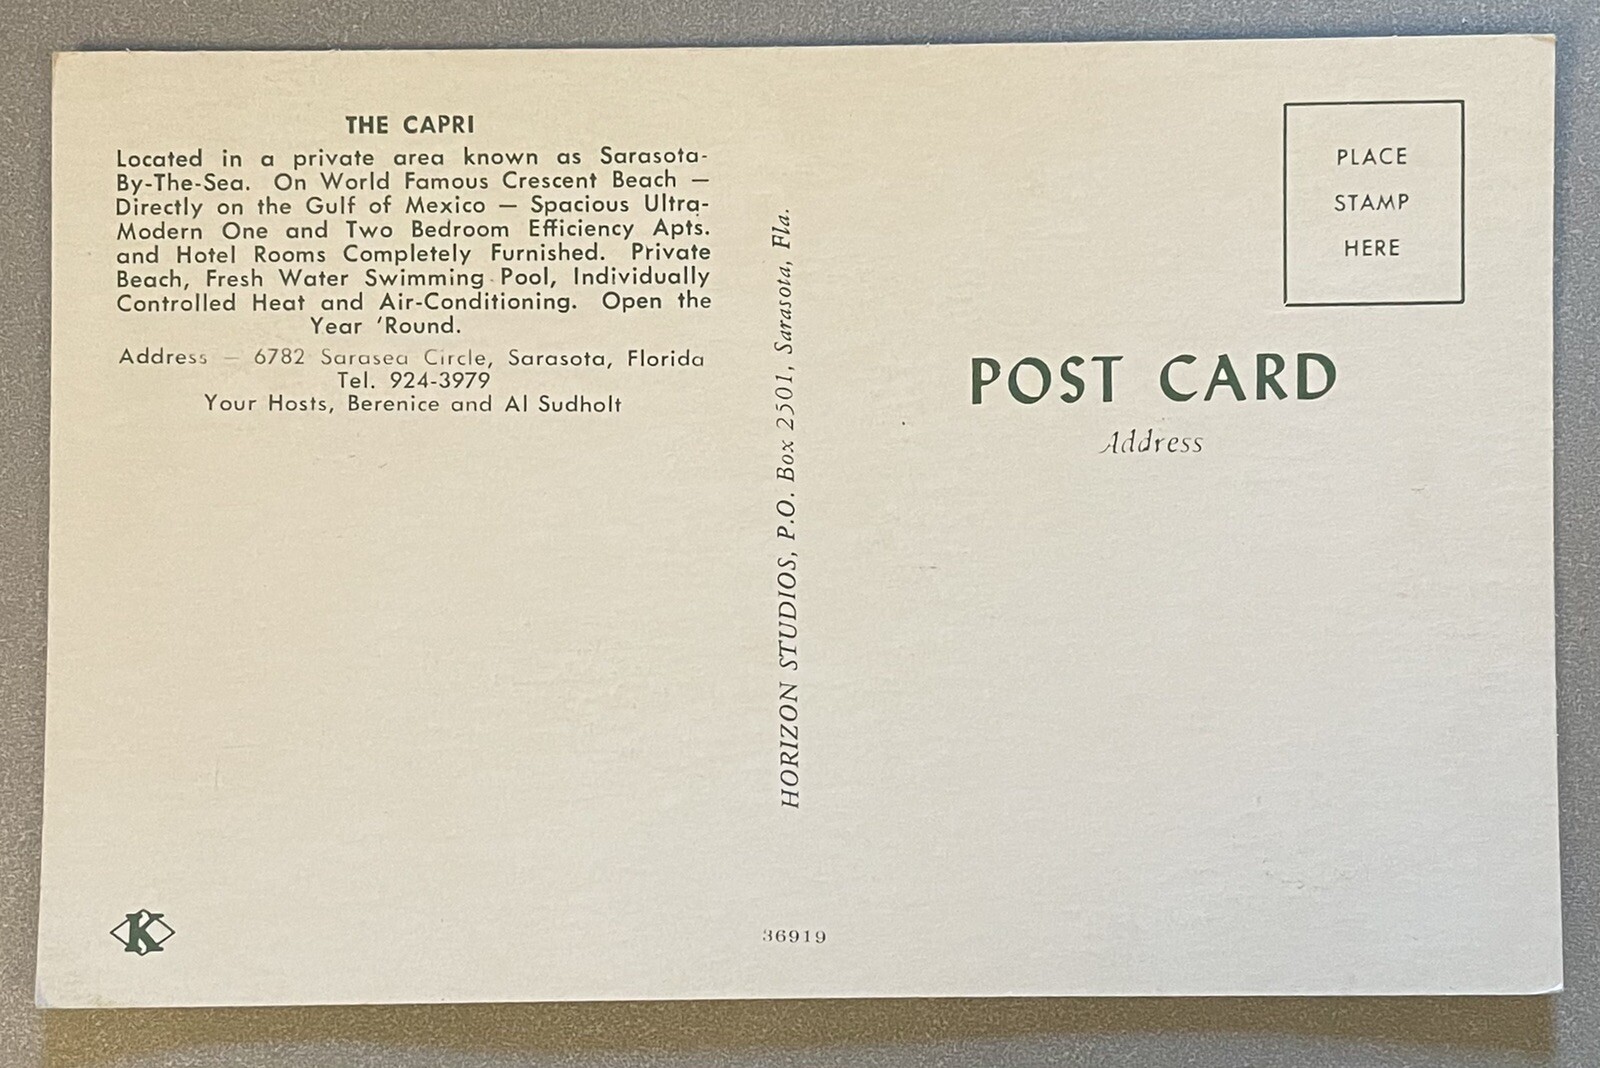 THE CAPRI
Located in a private area known as Sarasota-
By-The-Sea. On World Famous Crescent Beach —
Directly on the Gulf of Mexico — Spacious Ultra-
Modern One and Two Bedroom Efficiency Apts.
and Hotel Rooms Completely Furnished. Private
Beach, Fresh Water Swimming Pool, Individually
Controlled Heat and Air-Conditioning. Open the
Year ‘Round.
Address — 6782 Sarasea Circle, Sarasota, Florida
Tel. 924-3979
Your Hosts, Berenice and Al Sudholt
K
HORIZON STUDIOS, P.O. Box 2501, Sarasota, Fla.
36919
PLACE
STAMP
HERE
POST CARD
Address